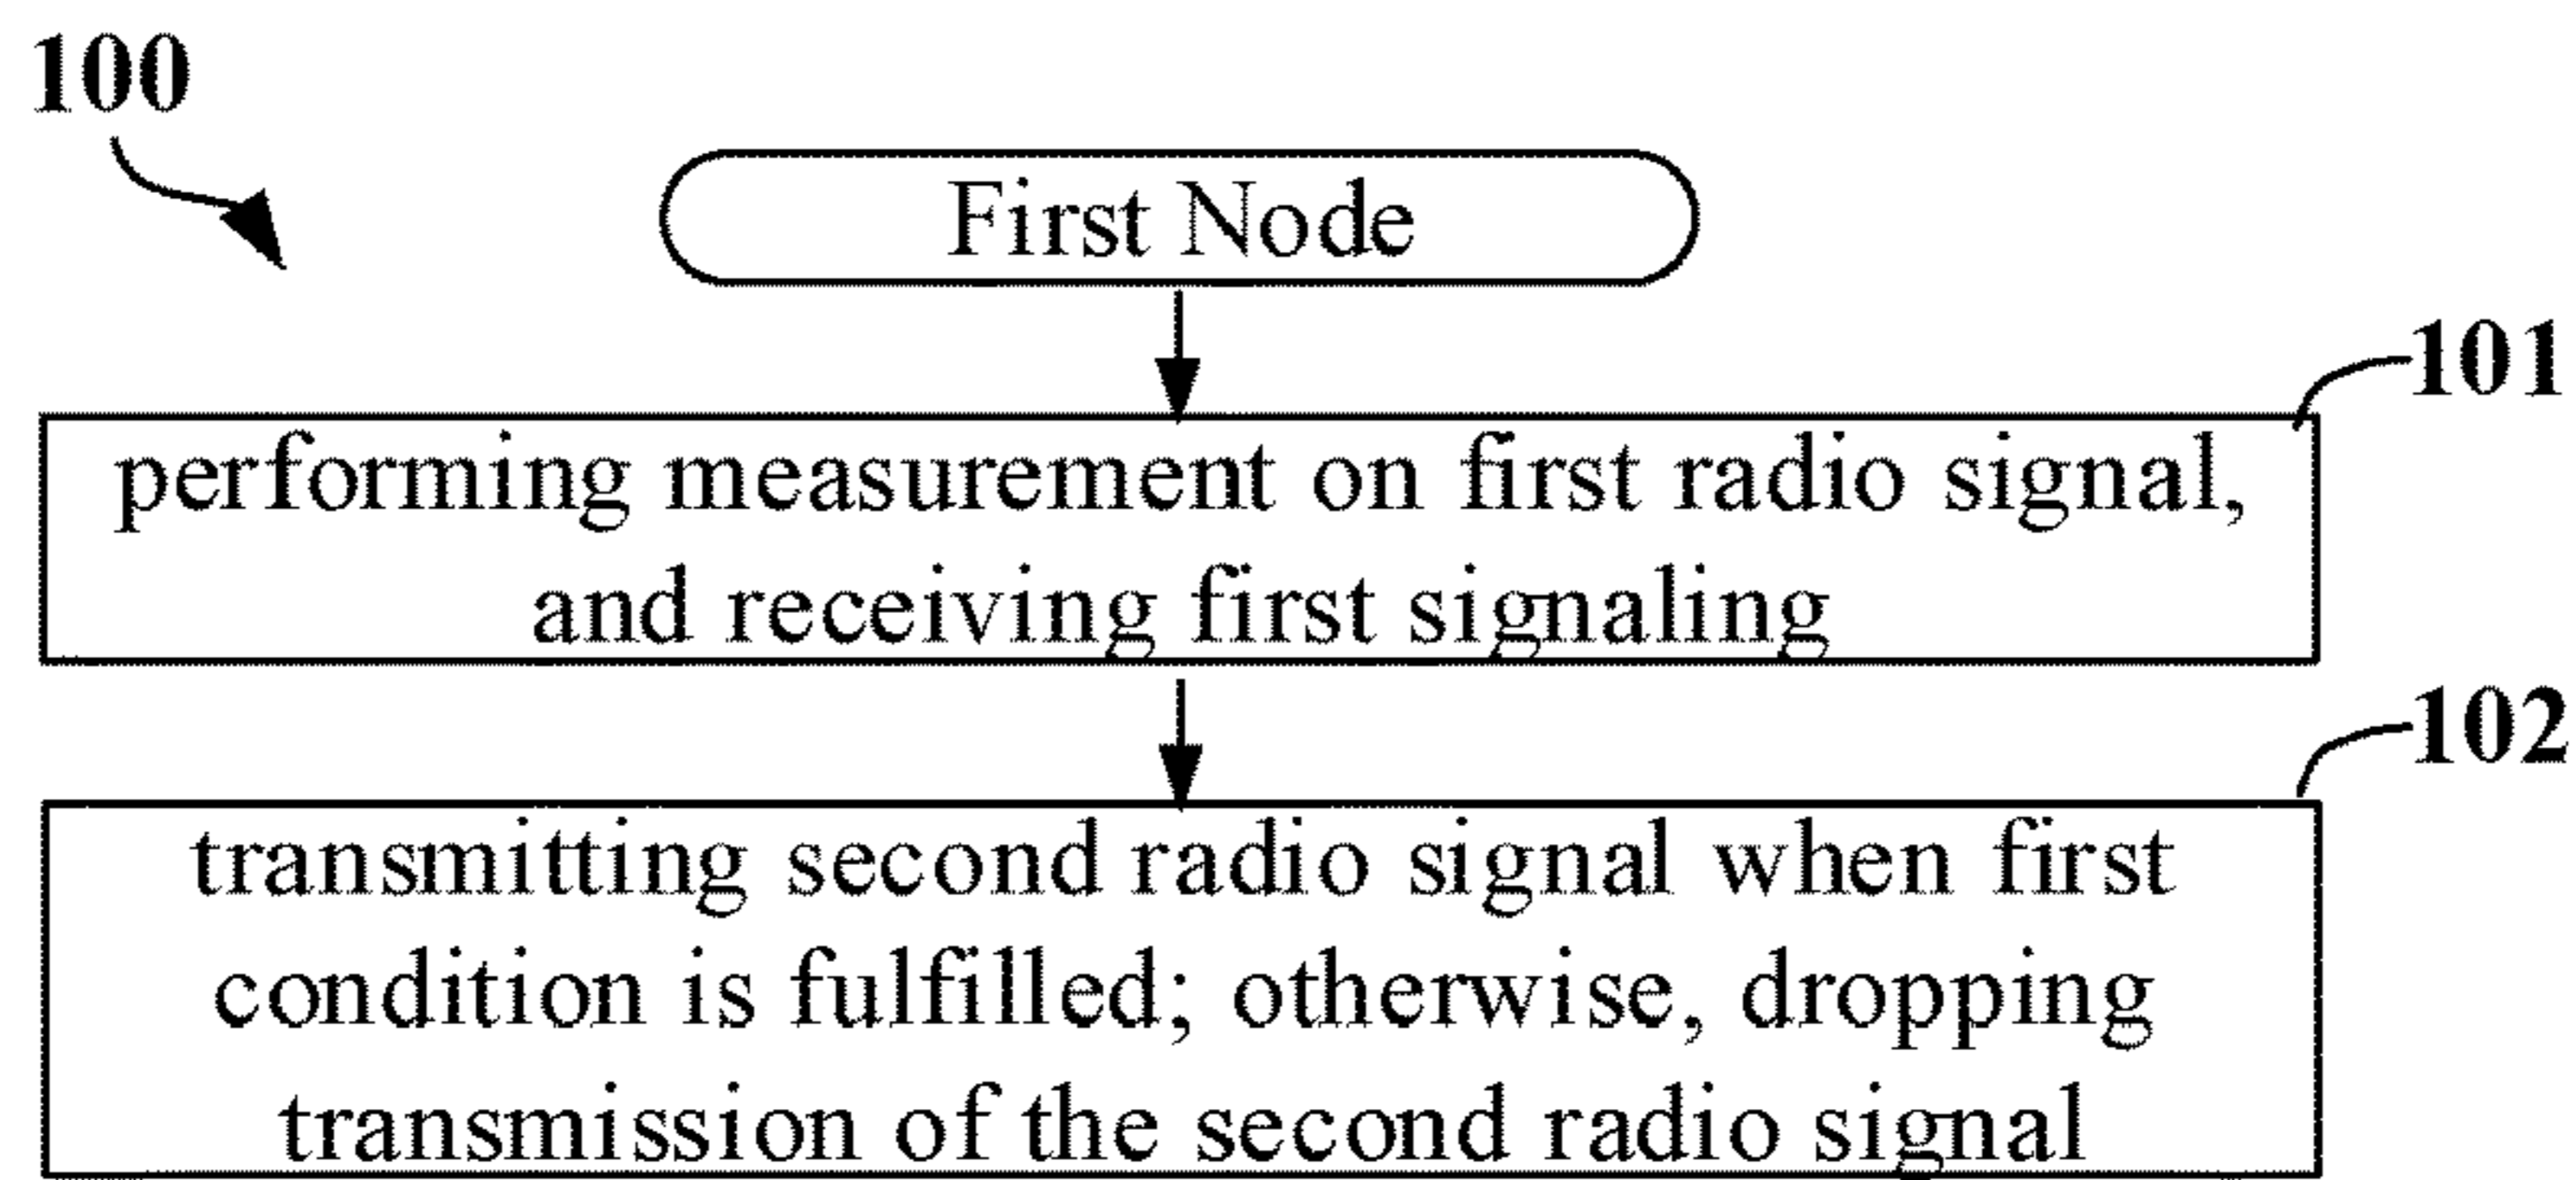 100
First Node
101
performing measurement on first radio signal,
and receiving first signaling
102
transmitting second radio signal when first
condition is fulfilled; otherwise, dropping
transmission of the second radio signal